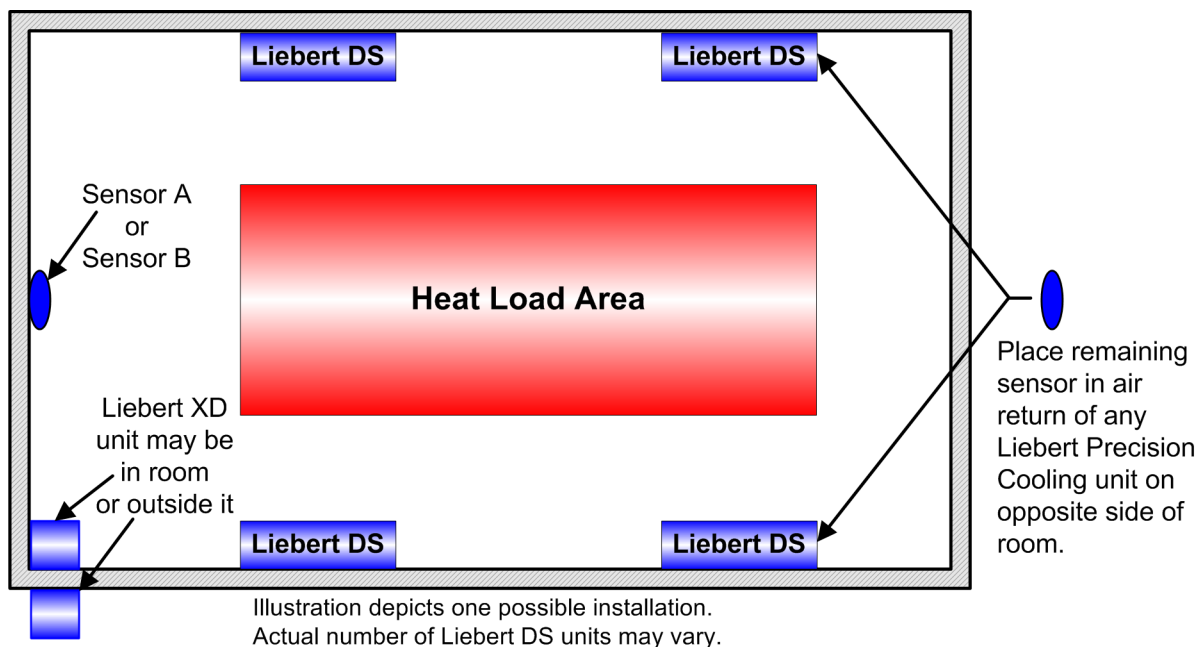 Liebert DS
Liebert DS
Sensor A
or
Sensor B
Heat Load Area
Place remaining
sensor in air
return of any
Liebert Precision
Cooling unit on
opposite side of
room.
Liebert XD
unit may be
in room
or outside it
Liebert DS
Liebert DS
Illustration depicts one possible installation.
Actual number of Liebert DS units may vary.